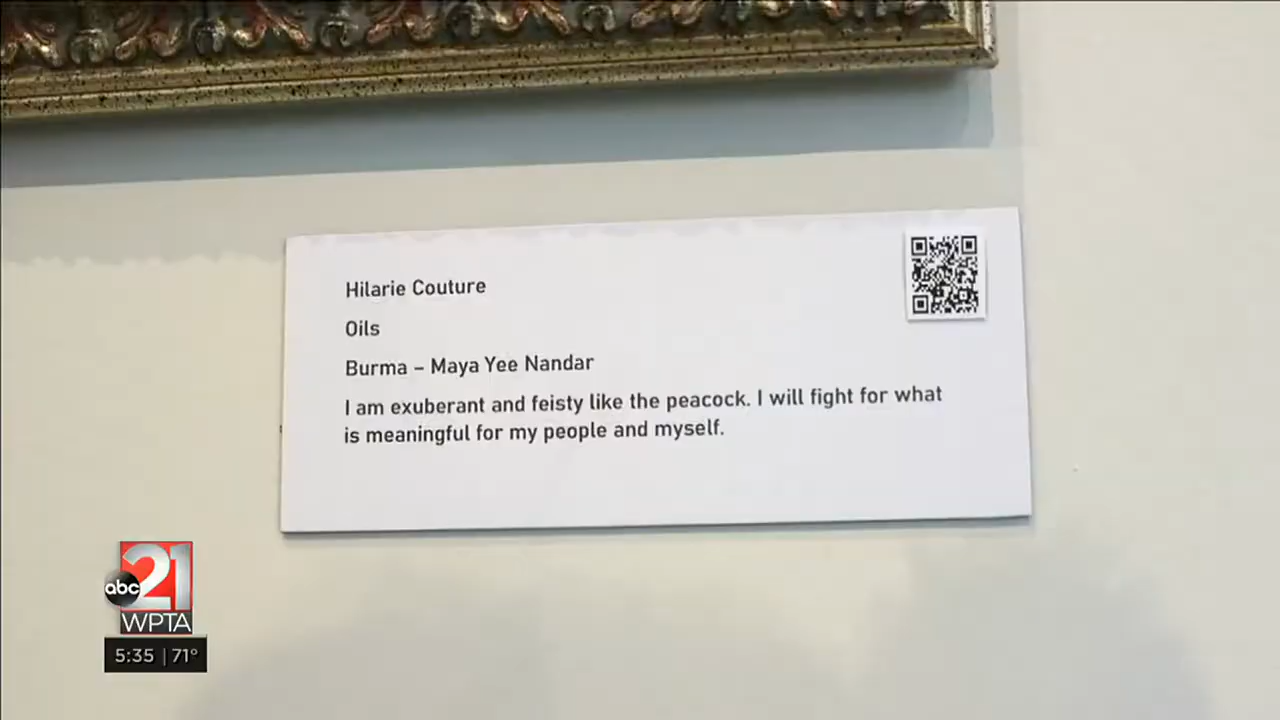 Hilarie Couture
Oils
Burma – Maya Yee Nandar
I am exuberant and feisty like the peacock. I will fight for what
is meaningful for my people and myself.
abc 21
WPTA
5:35 | 71°